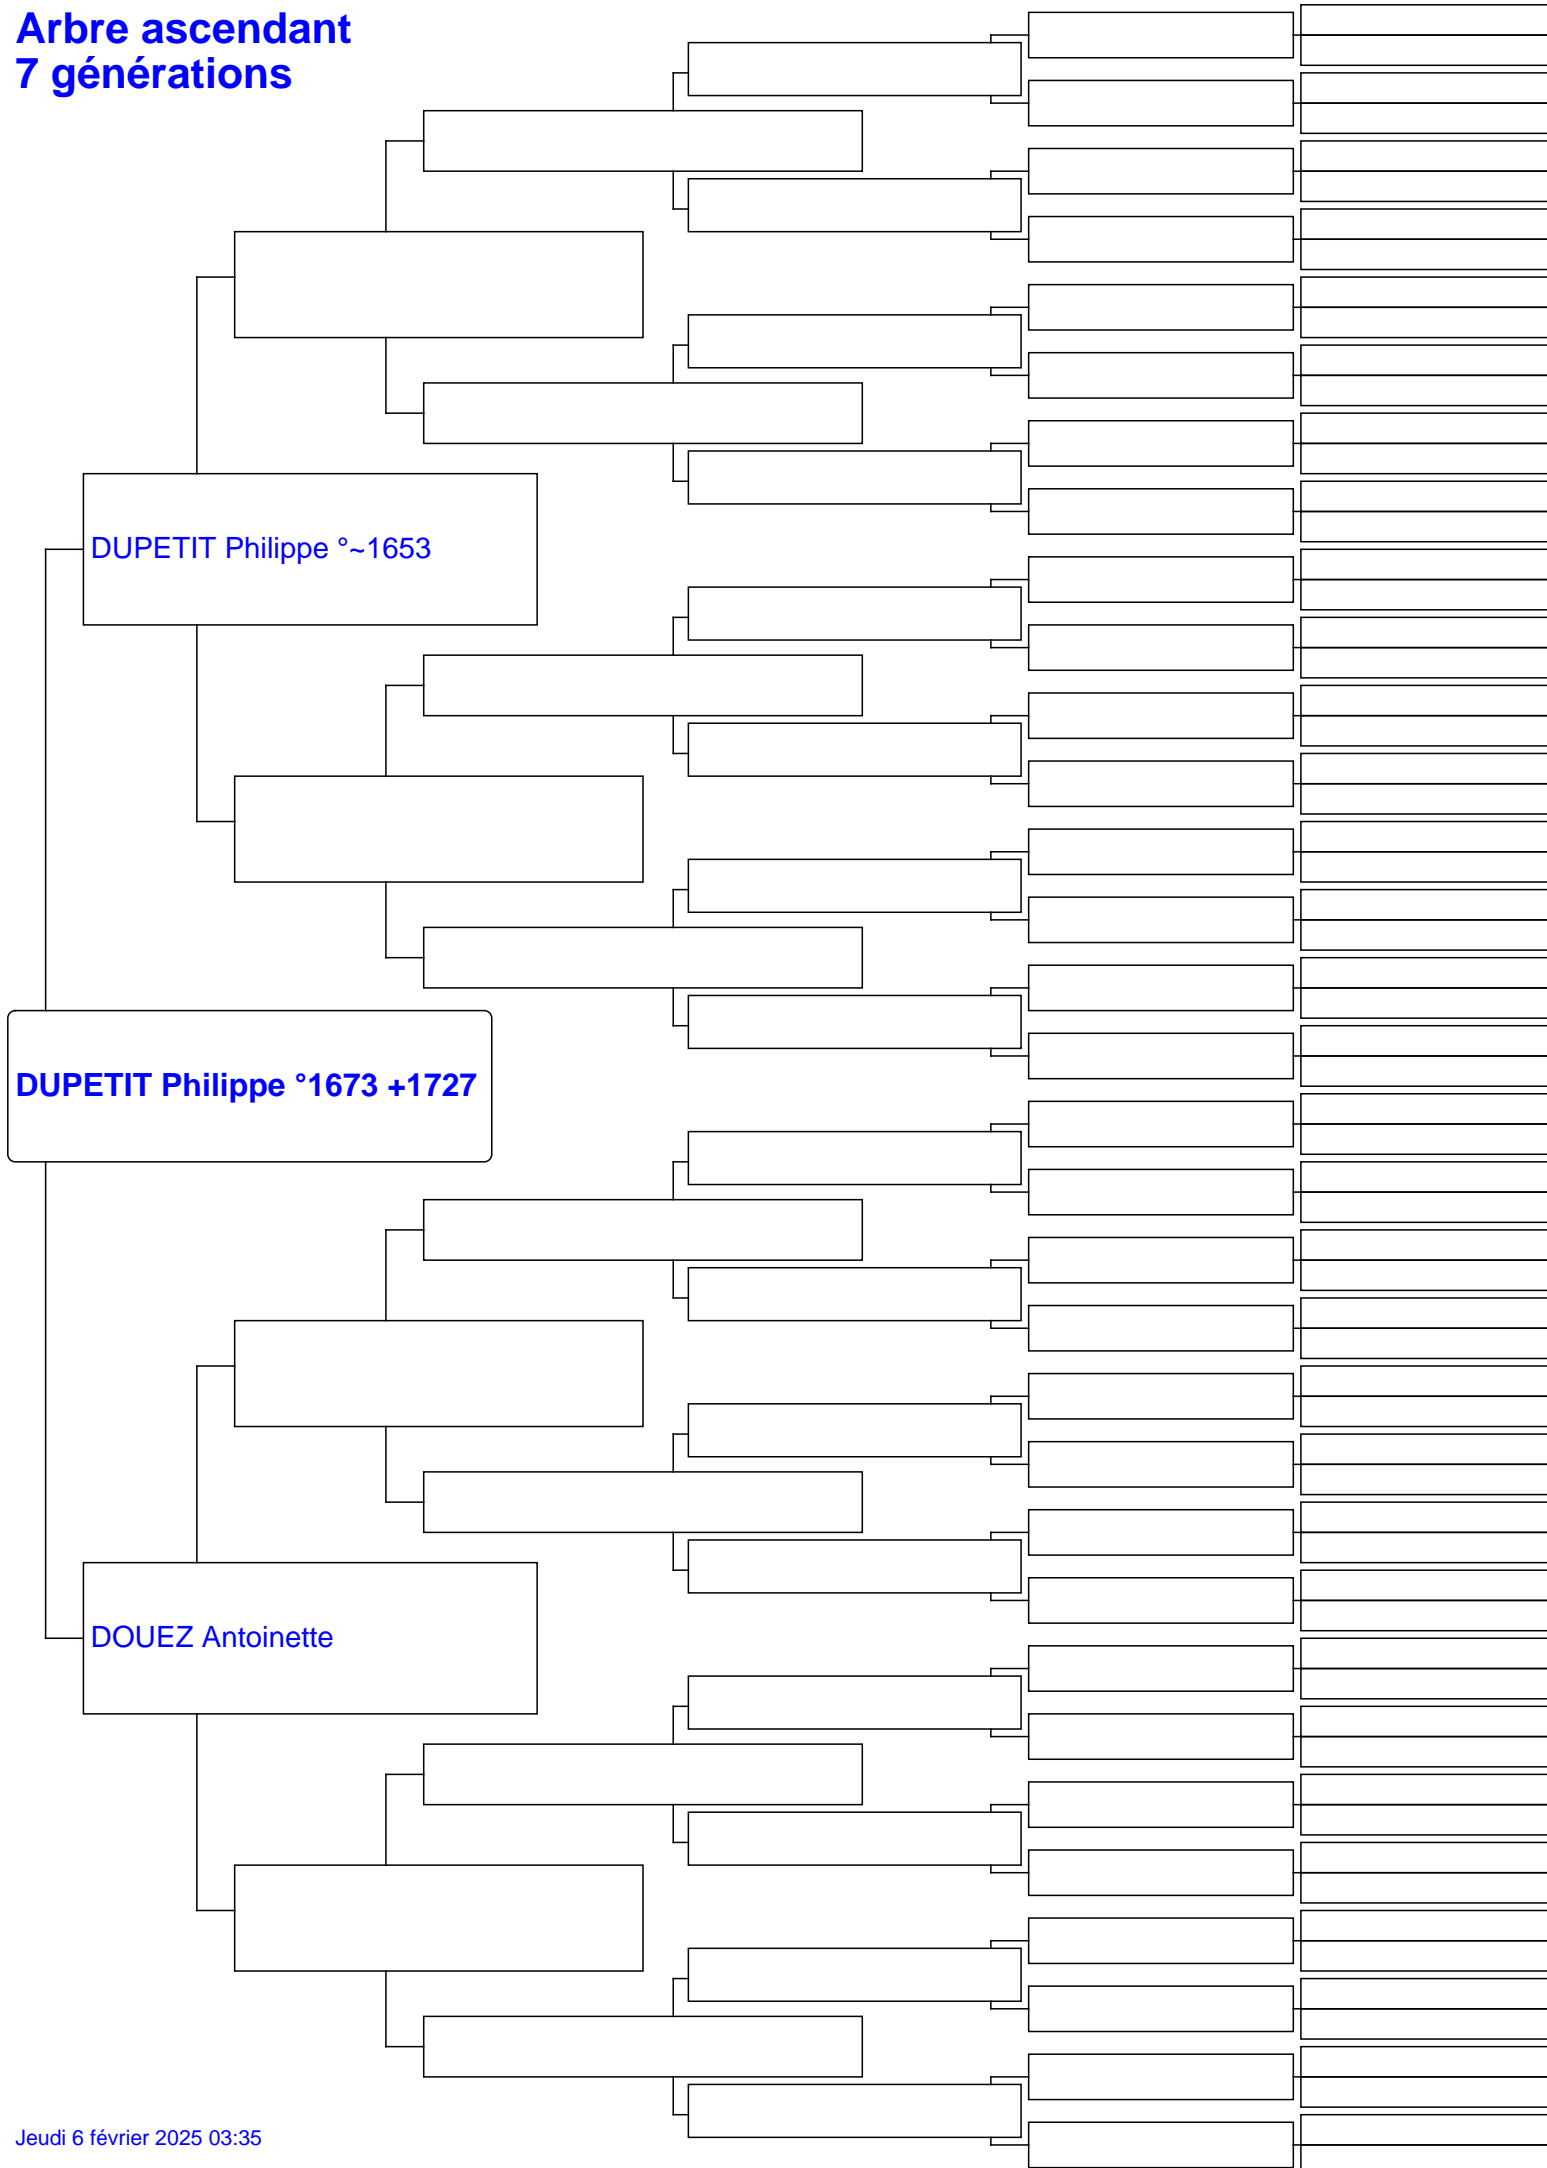 Arbre ascendant
7 générations
DUPETIT Philippe °~1653
DUPETIT Philippe °1673 +1727
DOUEZ Antoinette
Jeudi 6 février 2025 03:35